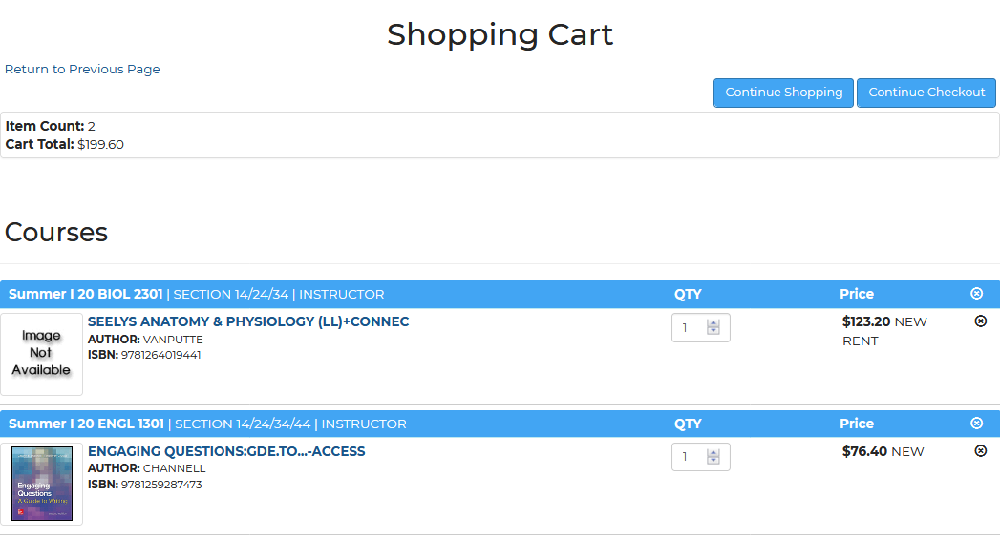 Shopping Cart
Return to Previous Page
Continue Shopping Continue Checkout
Item Count: 2
Cart Total: $199.60
Courses
Summer I 20 BIOL 2301 | SECTION 14/24/34 | INSTRUCTOR QTY Price
SEELYS ANATOMY & PHYSIOLOGY (LL)+CONNEC 1 $123.20 NEW
RENT
AUTHOR: VANPUTTE
ISBN: 9781264019441
Image
Not
Available
Summer I 20 ENGL 1301 | SECTION 14/24/34/44 | INSTRUCTOR QTY Price
ENGAGING QUESTIONS:GDE.TO...-ACCESS 1 $76.40 NEW
AUTHOR: CHANNELL
ISBN: 9781259287473
Engaging
Questions
A Guide to Writing